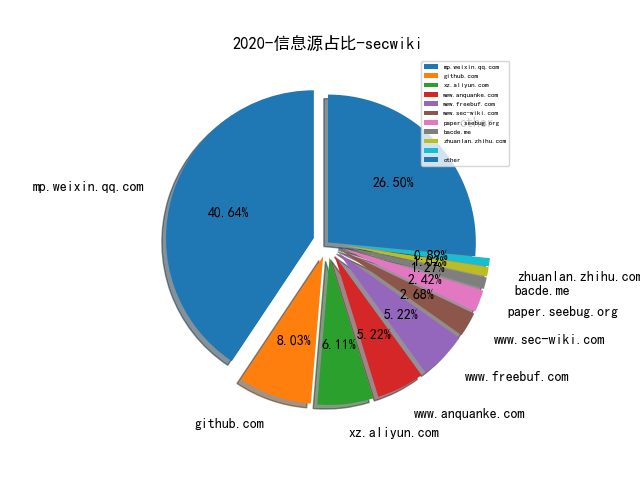 2020-信息源占比-secwiki
mp.weixin.qq.com
github.com
xz.aliyun.com
www.anquanke.com
www.freebuf.com
www.sec-wiki.com
paper.seebug.org
bacde.me
zhuanlan.zhihu.com
other
other
26.50%
mp.weixin.qq.com
40.64%
0.89%
1.27%
zhuanlan.zhihu.com
2.42%
bacde.me
2.68%
paper.seebug.org
5.22%
www.sec-wiki.com
5.22%
8.03%
6.11%
www.freebuf.com
www.anquanke.com
github.com
xz.aliyun.com